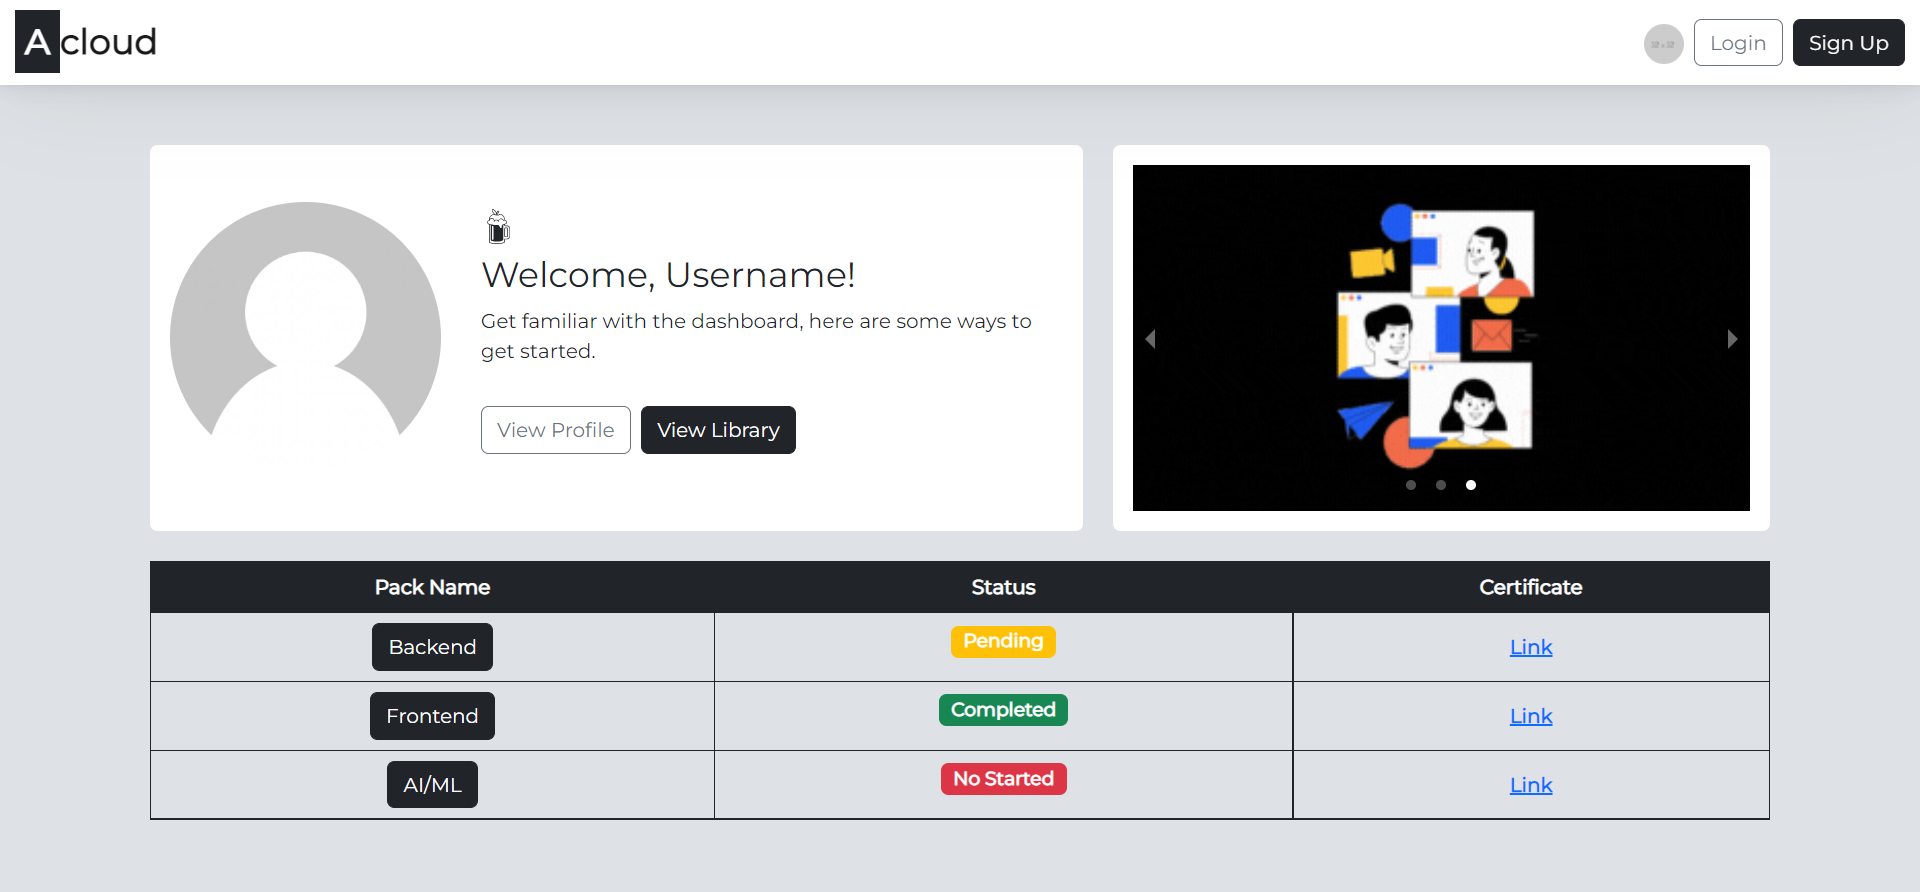 A cloud
Login
Sign Up
Welcome, Username!
Get familiar with the dashboard, here are some ways to
get started.
View Profile
View Library
Pack Name
Status
Certificate
Backend
Pending
Link
Frontend
Completed
Link
AI/ML
No Started
Link